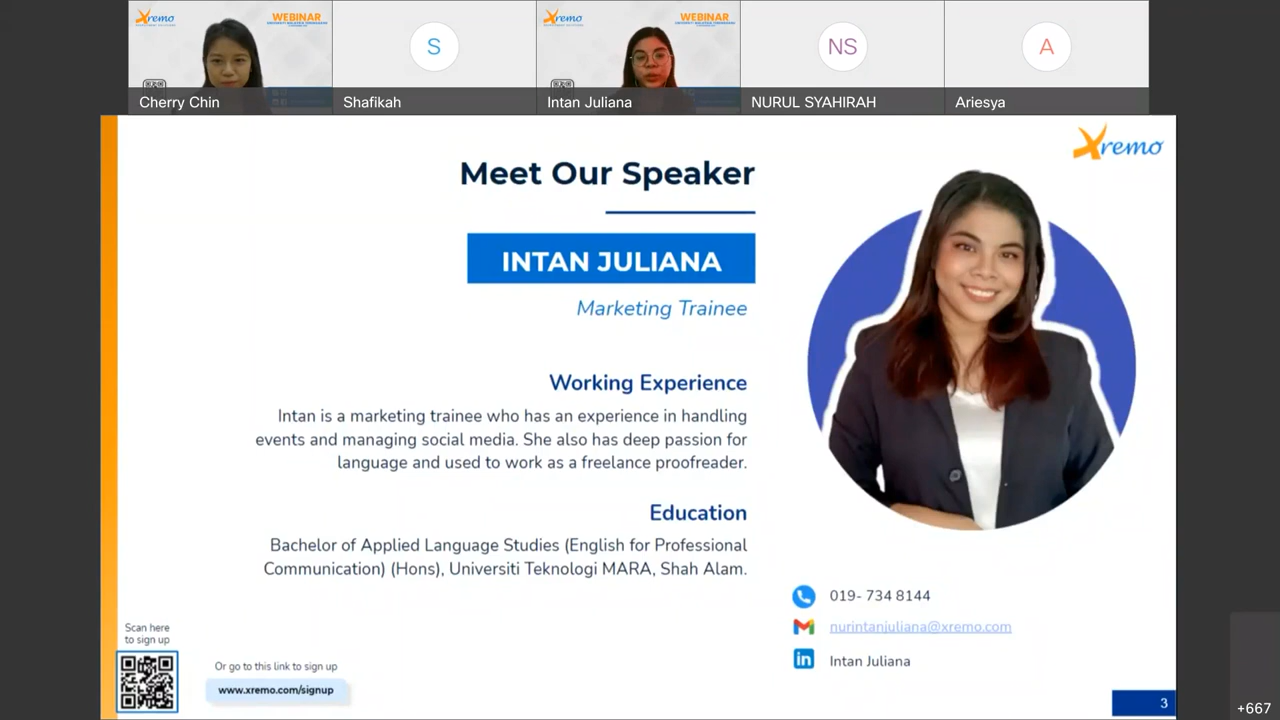 Xremo
WEBINAR
Cherry Chin
S
Shafikah
Xremo
WEBINAR
Intan Juliana
NS
NURUL SYAHIRAH
A
Ariesya
Xremo
Meet Our Speaker
INTAN JULIANA
Marketing Trainee
Working Experience
Intan is a marketing trainee who has an experience in handling
events and managing social media. She also has deep passion for
language and used to work as a freelance proofreader.
Education
Bachelor of Applied Language Studies (English for Professional
Communication) (Hons), Universiti Teknologi MARA, Shah Alam.
019- 734 8144
nurintanjuliana@xremo.com
in
Intan Juliana
Scan here
to sign up
Or go to this link to sign up
www.xremo.com/signup
3
+667